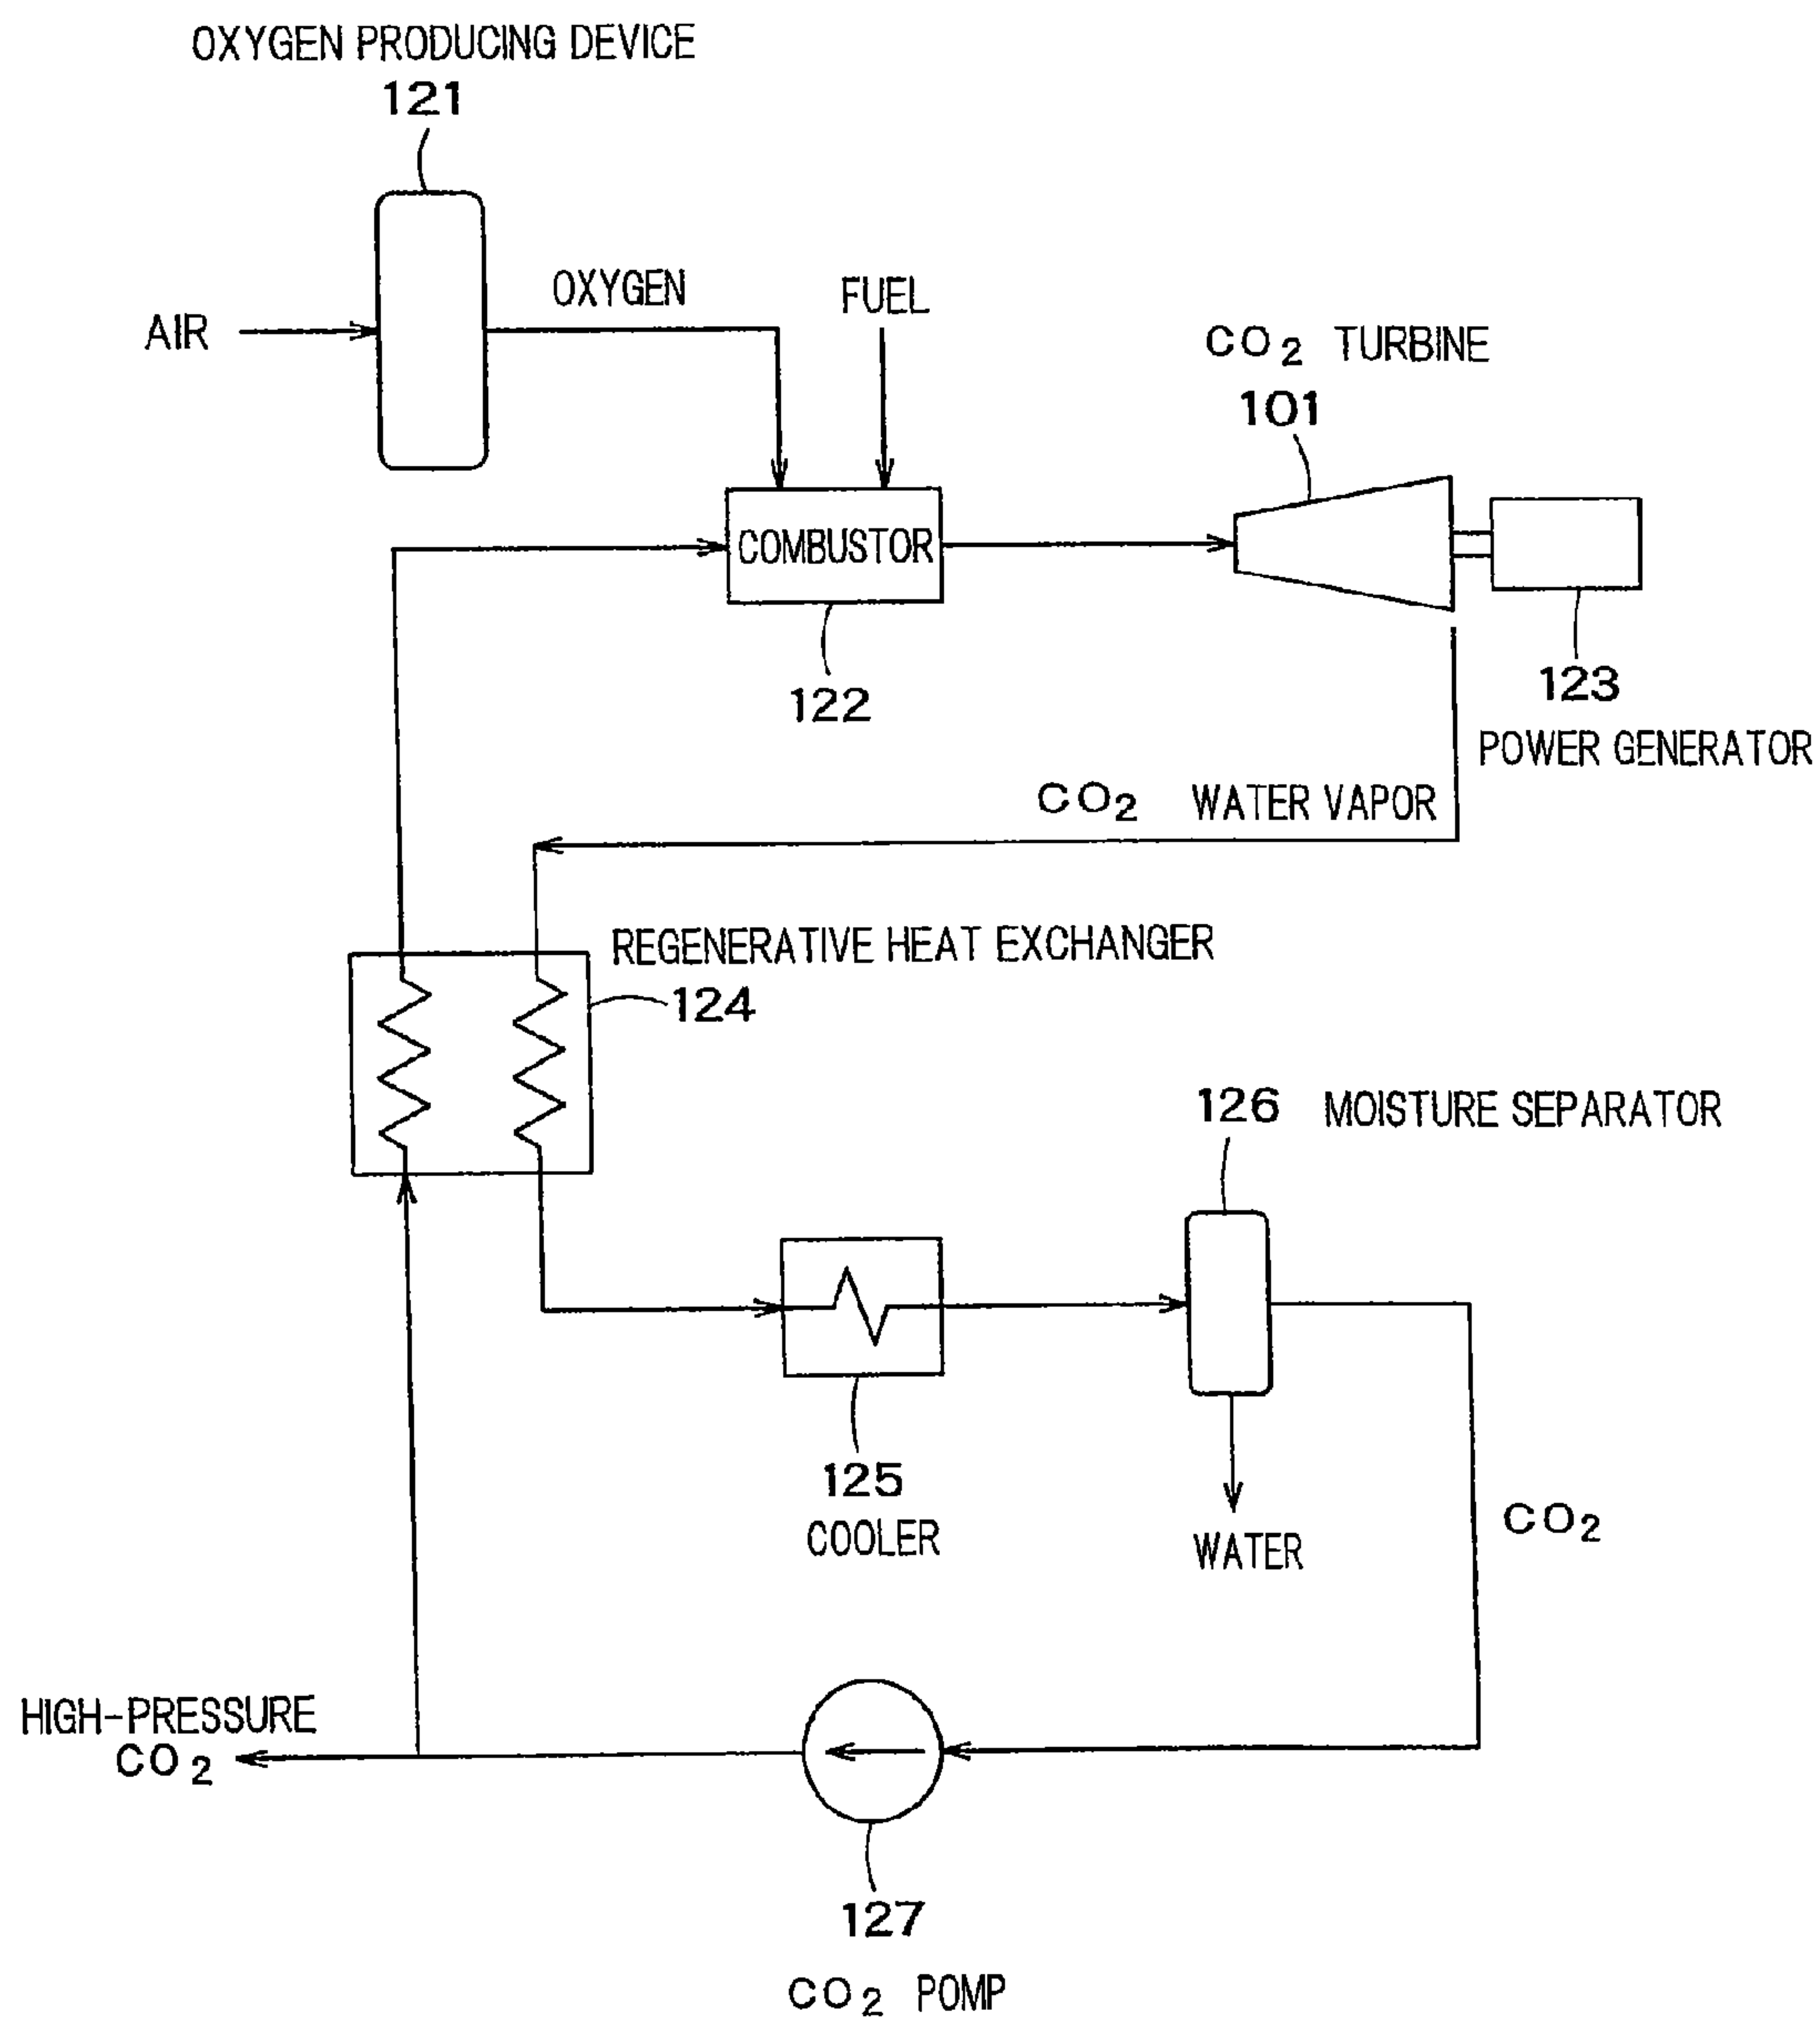 OXYGEN PRODUCING DEVICE
121
OXYGEN
FUEL
AIR
CO2 TURBINE
101
COMBUSTOR
122
123
POWER GENERATOR
CO2 WATER VAPOR
REGENERATIVE HEAT EXCHANGER
124
126 MOISTURE SEPARATOR
125
COOLER
WATER
CO2
HIGH-PRESSURE
CO2
127
CO2 POMP